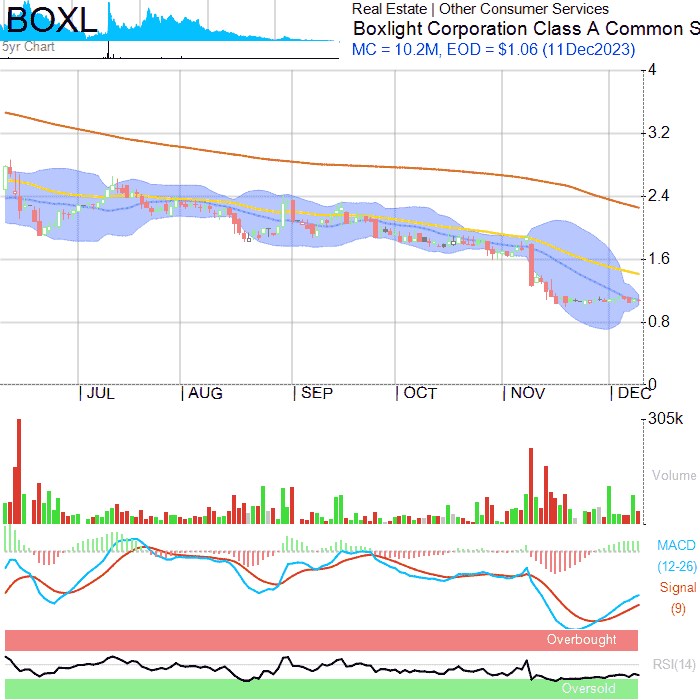 BOXL
5yr Chart
Real Estate | Other Consumer Services
Boxlight Corporation Class A Common S
MC = 10.2M, EOD = $1.06 (11Dec2023)
4
3.2
2.4
1.6
0.8
0
| JUL | AUG | SEP | OCT | NOV | DEC
305k
Volume
MACD
(12-26)
Signal
(9)
Overbought
RSI(14)
Oversold